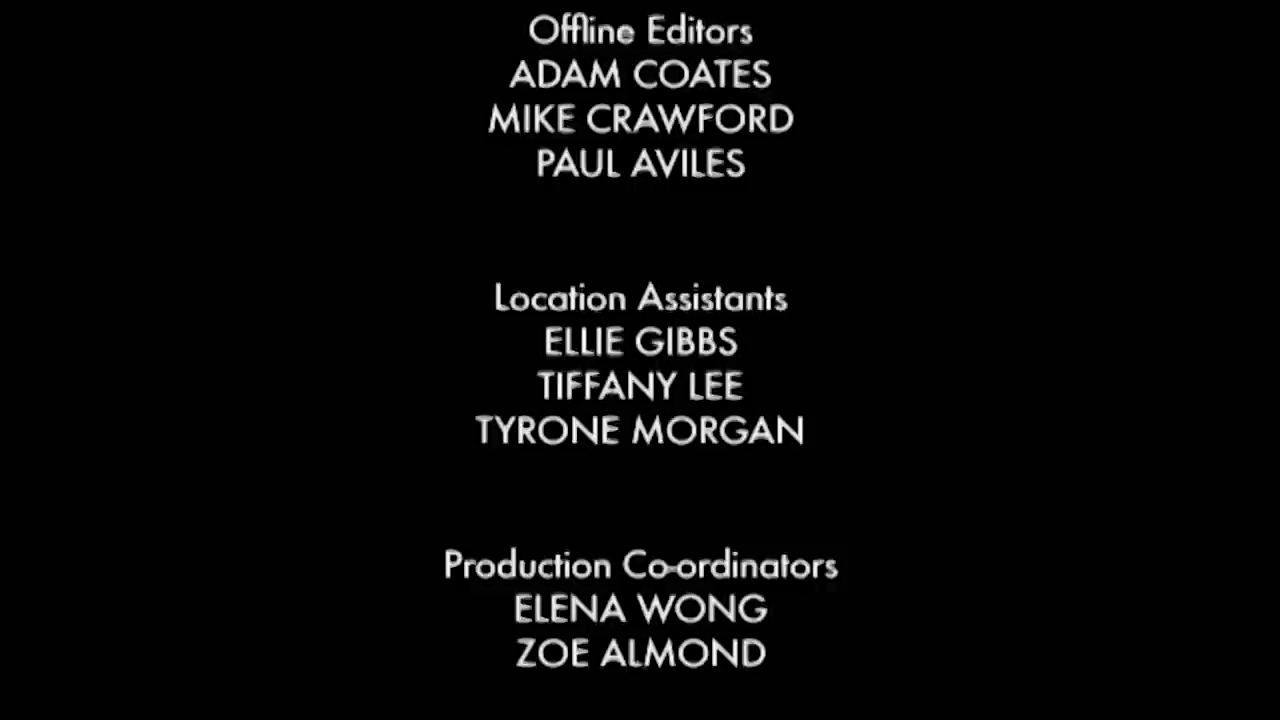 Offline Editors
ADAM COATES
MIKE CRAWFORD
PAUL AVILES
Location Assistants
ELLIE GIBBS
TIFFANY LEE
TYRONE MORGAN
Production Co-ordinators
ELENA WONG
ZOE ALMOND